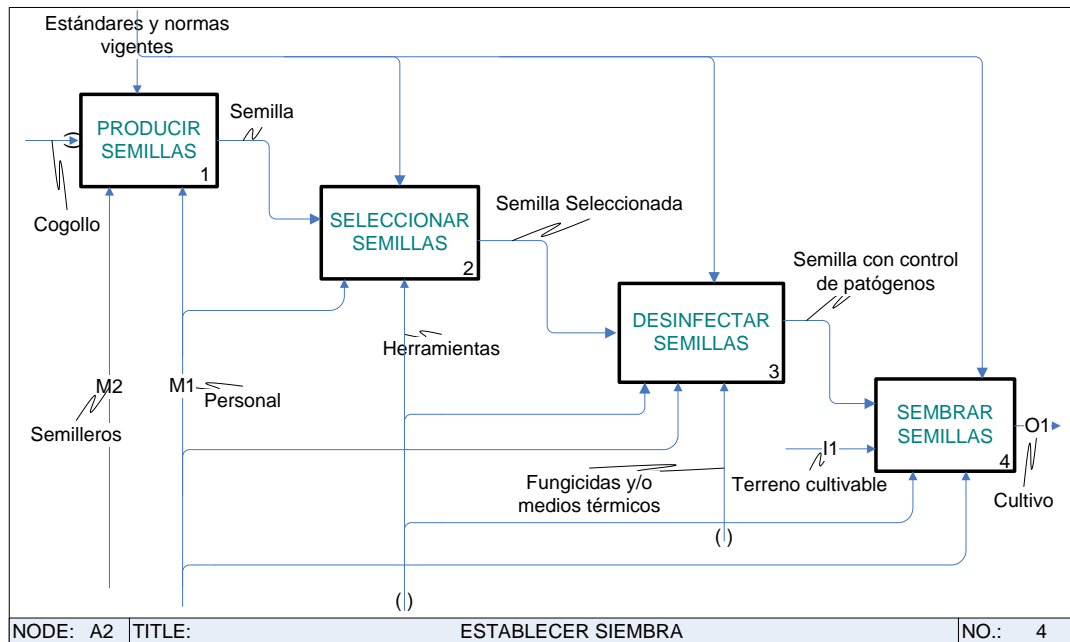 Estándares y normas
vigentes
PRODUCIR
SEMILLAS
1
Semilla
Cogollo
SELECCIONAR
SEMILLAS
2
Semilla Seleccionada
Semilla con control
de patógenos
DESINFECTAR
SEMILLAS
3
Herramientas
M2
M1
Personal
Semilleros
SEMBRAR
SEMILLAS
4
O1
I1
Terreno cultivable
Cultivo
Fungicidas y/o
medios térmicos
( )
( )
NODE: A2 TITLE: ESTABLECER SIEMBRA NO.: 4